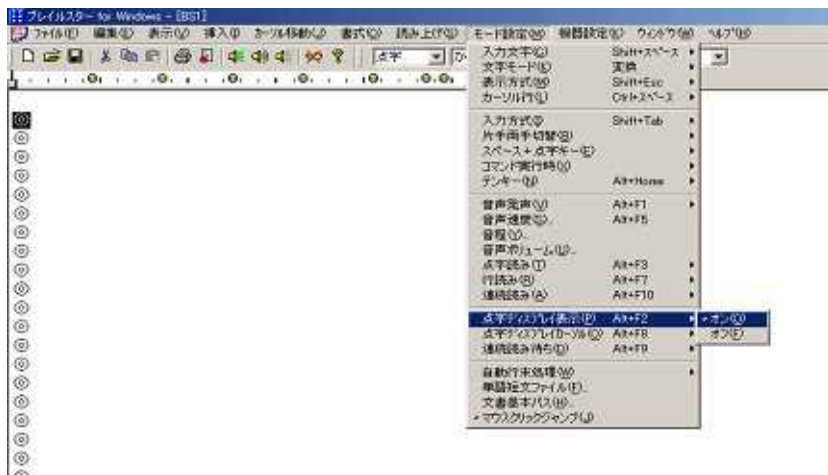 ブレイルスター for Windows - [BS1]
ファイル(F) 編集(E) 表示(V) 挿入(I) カーソル移動(J) 書式(O) 読み上げ(S) モード設定(M) 機器設定(K) ウィンドウ(W) ヘルプ(H)
点字
入力文字(C) Shift+スペース
文字モード(E) 変換
表示方式(M) Shift+Esc
カーソル行(L) Ctrl+スペース
入力方式(I) Shift+Tab
片手両手切替(B)
スペース+点字キー(E)
コマンド実行時(X)
テンキー(N) Alt+Home
音声発声(V) Alt+F1
音声速度(S)... Alt+F5
音程(Y)...
音声ボリューム(U)...
点字読み(T) Alt+F3
行読み(R) Alt+F7
連続読み(A) Alt+F10
点字ディスプレイ表示(P) Alt+F2 オン(O)
点字ディスプレイカーソル(Q) Alt+F8 オフ(F)
連続読み待ち(D) Alt+F9
自動行末処理(W)
単語短文ファイル(F)...
文書基本パス(H)...
マウスクリックジャンプ(J)